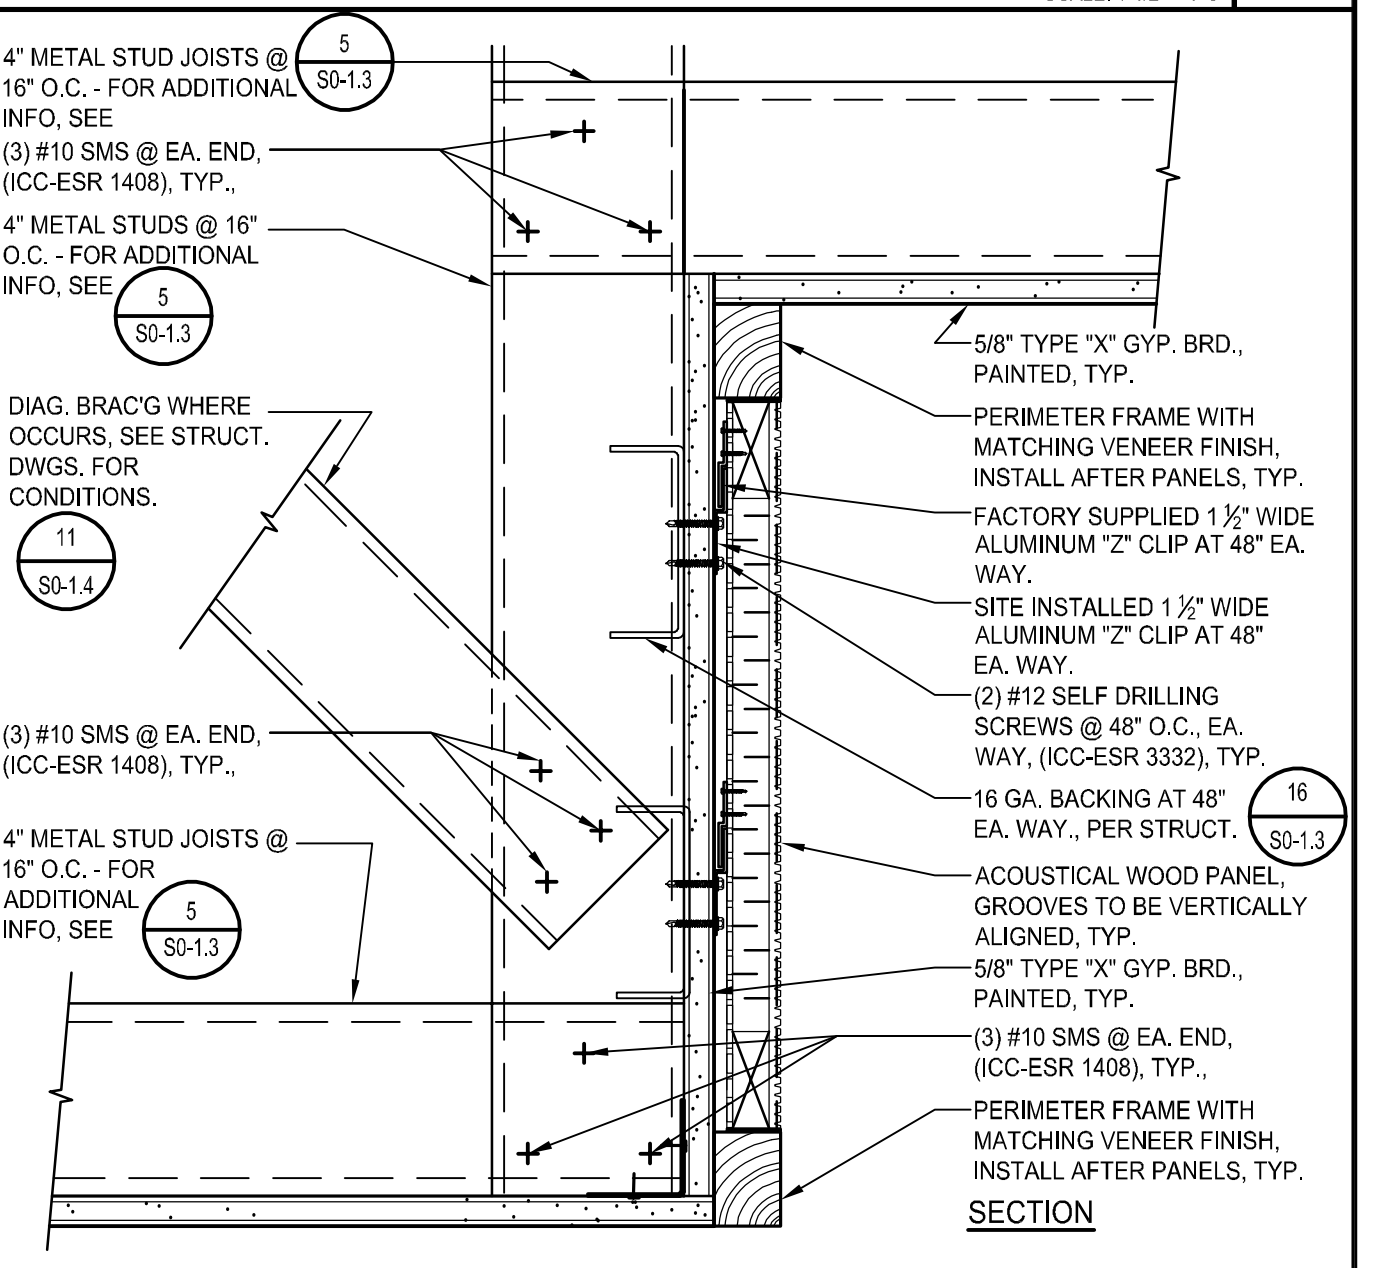 4" METAL STUD JOISTS @
16" O.C. - FOR ADDITIONAL
INFO, SEE
5
S0-1.3
(3) #10 SMS @ EA. END,
(ICC-ESR 1408), TYP.,
4" METAL STUDS @ 16"
O.C. - FOR ADDITIONAL
INFO, SEE
5
S0-1.3
DIAG. BRAC'G WHERE
OCCURS, SEE STRUCT.
DWGS. FOR
CONDITIONS.
11
S0-1.4
(3) #10 SMS @ EA. END,
(ICC-ESR 1408), TYP.,
4" METAL STUD JOISTS @
16" O.C. - FOR
ADDITIONAL
INFO, SEE
5
S0-1.3
5/8" TYPE "X" GYP. BRD.,
PAINTED, TYP.
PERIMETER FRAME WITH
MATCHING VENEER FINISH,
INSTALL AFTER PANELS, TYP.
FACTORY SUPPLIED 1 ½" WIDE
ALUMINUM "Z" CLIP AT 48" EA.
WAY.
SITE INSTALLED 1 ½" WIDE
ALUMINUM "Z" CLIP AT 48"
EA. WAY.
(2) #12 SELF DRILLING
SCREWS @ 48" O.C., EA.
WAY, (ICC-ESR 3332), TYP.
16 GA. BACKING AT 48"
EA. WAY., PER STRUCT.
16
S0-1.3
ACOUSTICAL WOOD PANEL,
GROOVES TO BE VERTICALLY
ALIGNED, TYP.
5/8" TYPE "X" GYP. BRD.,
PAINTED, TYP.
(3) #10 SMS @ EA. END,
(ICC-ESR 1408), TYP.,
PERIMETER FRAME WITH
MATCHING VENEER FINISH,
INSTALL AFTER PANELS, TYP.
SECTION